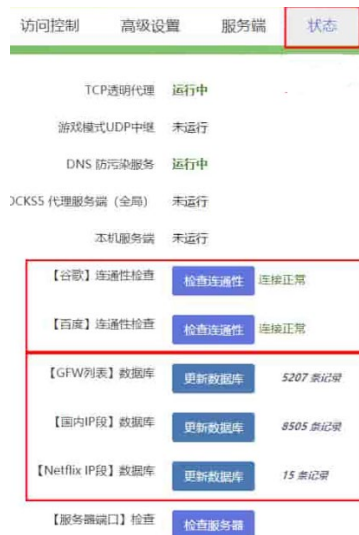 访问控制 高级设置 服务端 状态
TCP透明代理 运行中
游戏模式UDP中继 未运行
DNS 防污染服务 运行中
OCKS5 代理服务端（全局） 未运行
本机服务端 未运行
【谷歌】连通性检查 检查连通性 连接正常
【百度】连通性检查 检查连通性 连接正常
【GFW列表】数据库 更新数据库 5207 条记录
【国内IP段】数据库 更新数据库 8505 条记录
【Netflix IP段】数据库 更新数据库 15 条记录
【服务器端口】检查 检查服务器